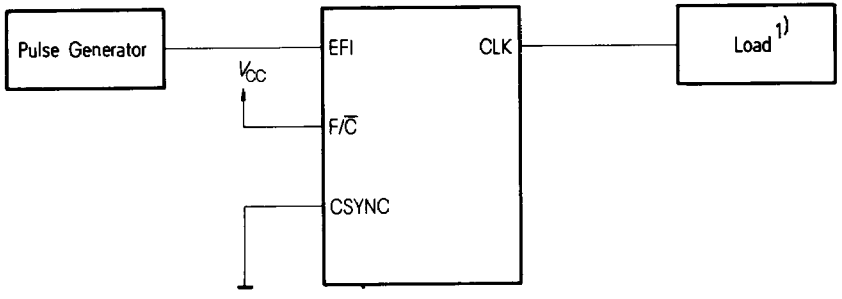 Pulse Generator
EFI
CLK
Load 1)
VCC
F/C̅
CSYNC